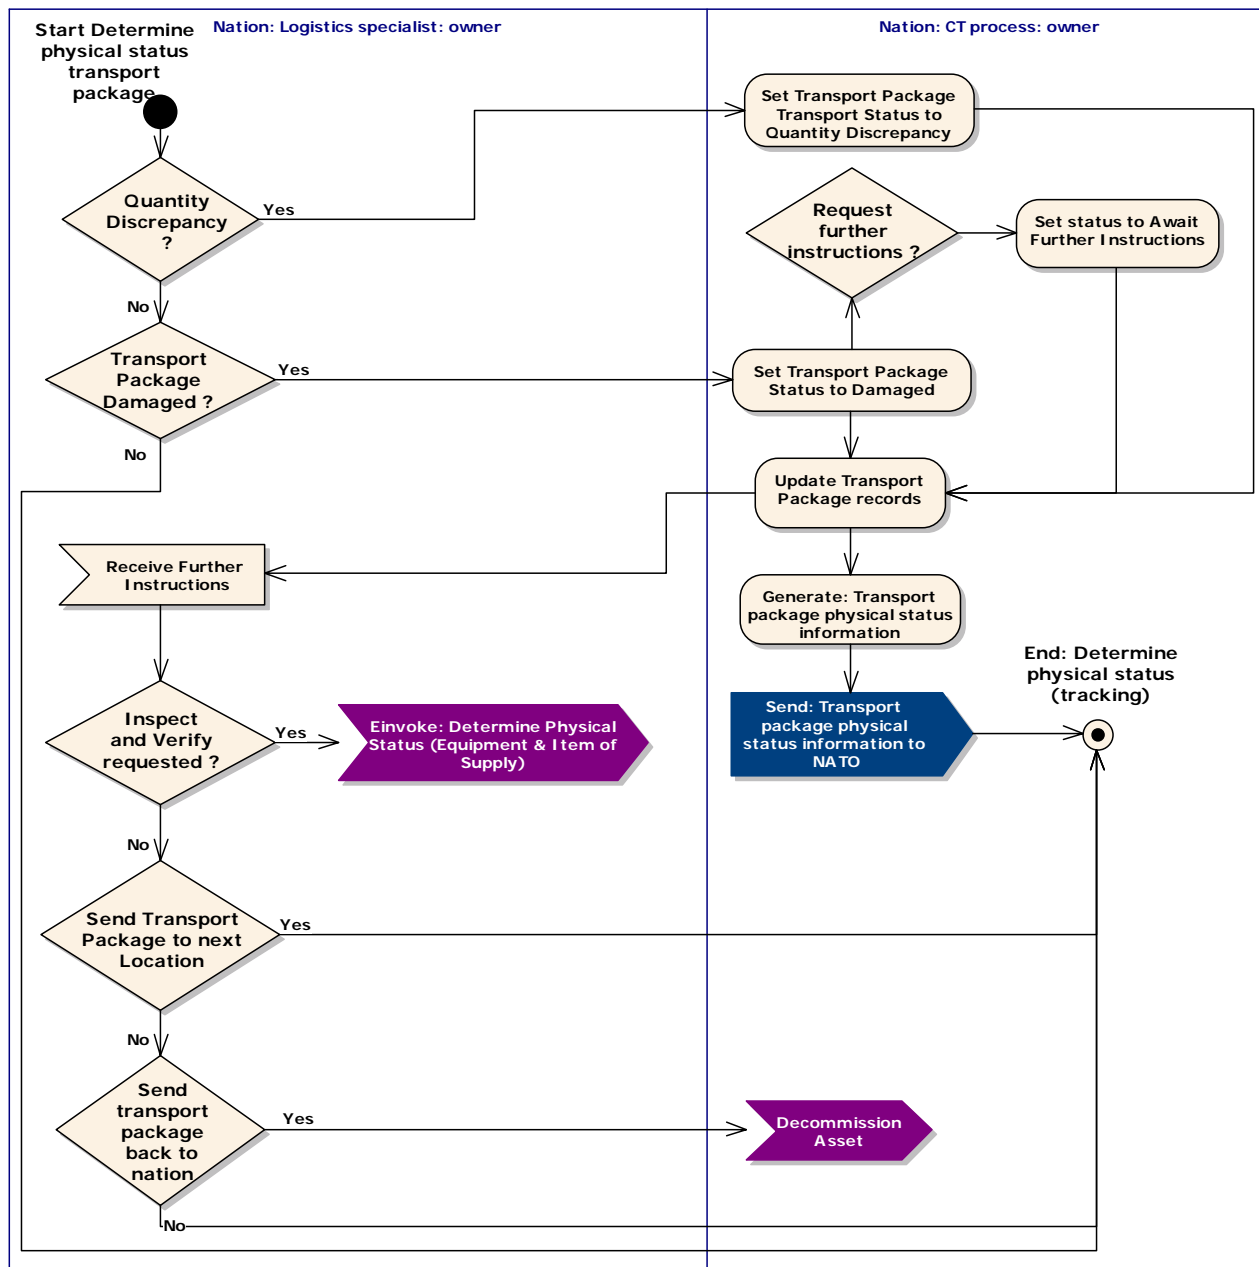 Nation: Logistics specialist: owner
Nation: CT process: owner
Start Determine
physical status
transport
package
Set Transport Package
Transport Status to
Quantity Discrepancy
Quantity
Discrepancy
?
Yes
Request
further
instructions ?
Set status to Await
Further Instructions
No
Transport
Package
Damaged ?
Yes
Set Transport Package
Status to Damaged
No
Update Transport
Package records
Receive Further
Instructions
Generate: Transport
package physical status
information
End: Determine
physical status
(tracking)
Inspect
and Verify
requested ?
Yes
Einvoke: Determine Physical
Status (Equipment & Item of
Supply)
Send: Transport
package physical
status information to
NATO
No
Send Transport
Package to next
Location
Yes
No
Send
transport
package
back to
nation
Yes
Decommission
Asset
No